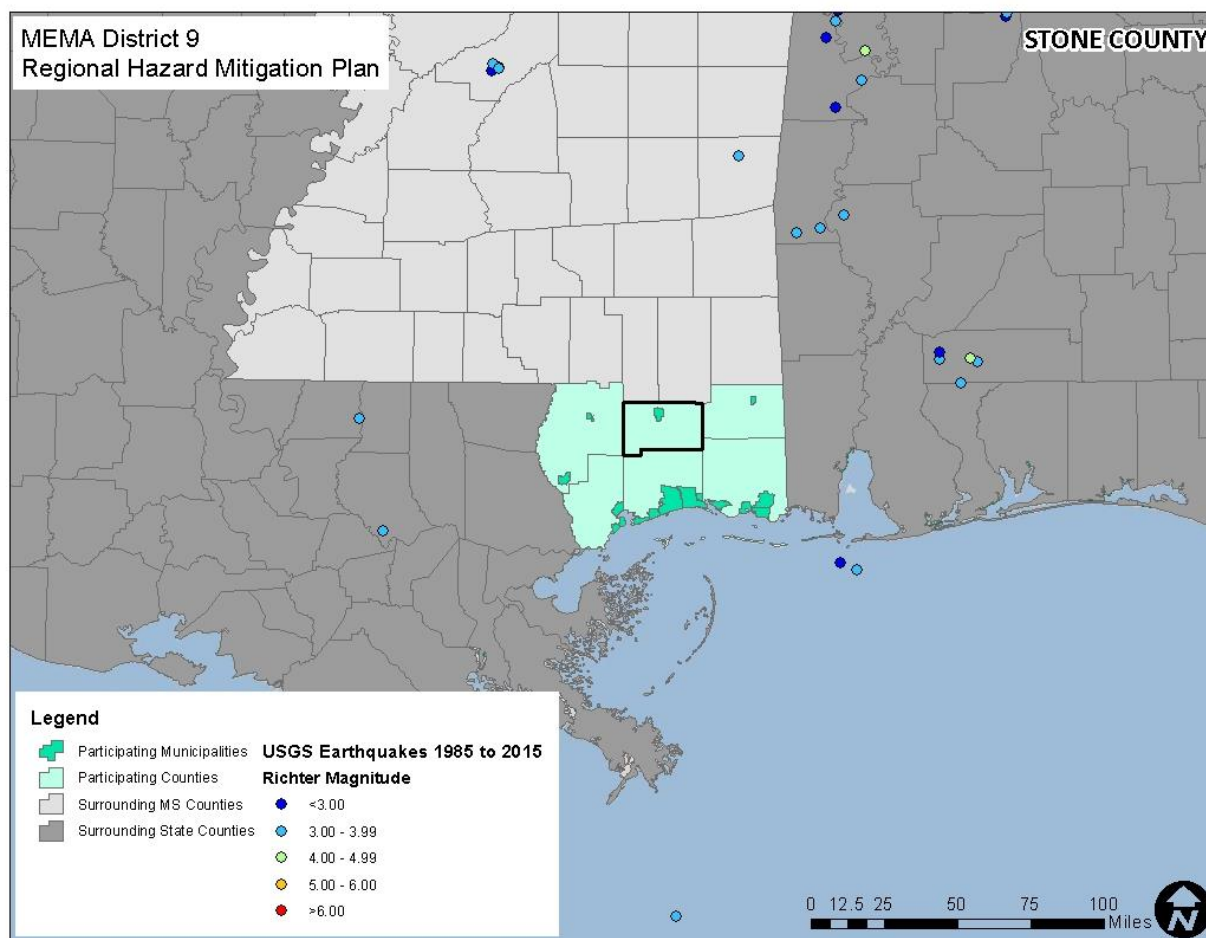 MEMA District 9
Regional Hazard Mitigation Plan
STONE COUNTY
Legend
Participating Municipalities
Participating Counties
Surrounding MS Counties
Surrounding State Counties
USGS Earthquakes 1985 to 2015
Richter Magnitude
<3.00
3.00 - 3.99
4.00 - 4.99
5.00 - 6.00
>6.00
0 12.5 25 50 75 100
Miles
N